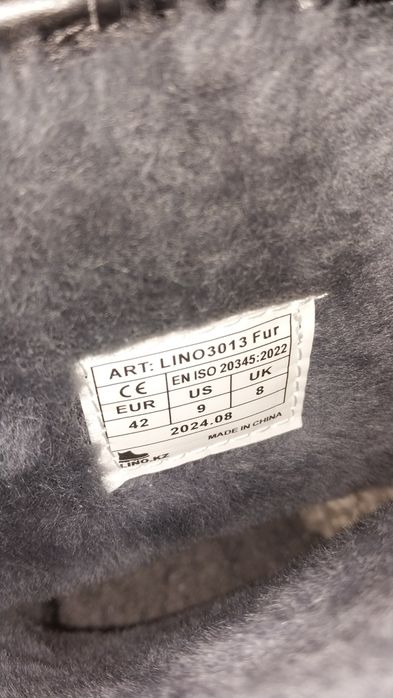 ART: LINO3013 Fur
CE EN ISO 20345:2022
EUR US UK
42 9 8
2024.08
MADE IN CHINA
LINO.KZ